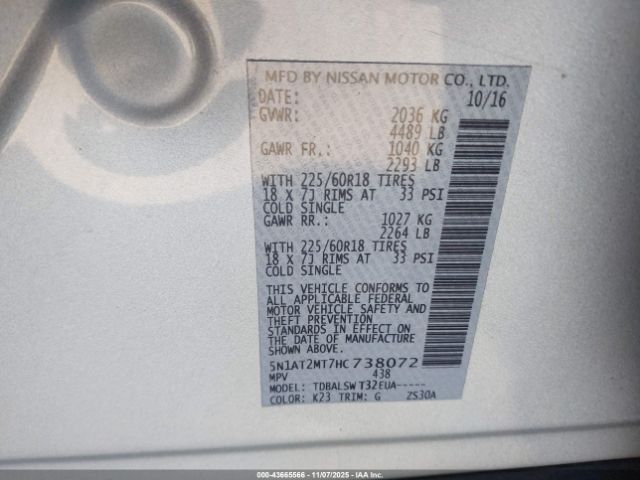 MFD BY NISSAN MOTOR CO., LTD.
DATE: 10/16
GVWR: 2036 KG
4489 LB
GAWR FR.: 1040 KG
2293 LB
WITH 225/60R18 TIRES
18 X 7J RIMS AT 33 PSI
COLD SINGLE
GAWR RR.: 1027 KG
2264 LB
WITH 225/60R18 TIRES
18 X 7J RIMS AT 33 PSI
COLD SINGLE
THIS VEHICLE CONFORMS TO
ALL APPLICABLE FEDERAL
MOTOR VEHICLE SAFETY AND
THEFT PREVENTION
STANDARDS IN EFFECT ON
THE DATE OF MANUFACTURE
SHOWN ABOVE.
5N1AT2MT7HC738072
MPV 438
MODEL: TDBALSW T32EUA-----
COLOR: K23 TRIM: G ZS30A
000-43665566 - 11/07/2025 - IAA Corp.